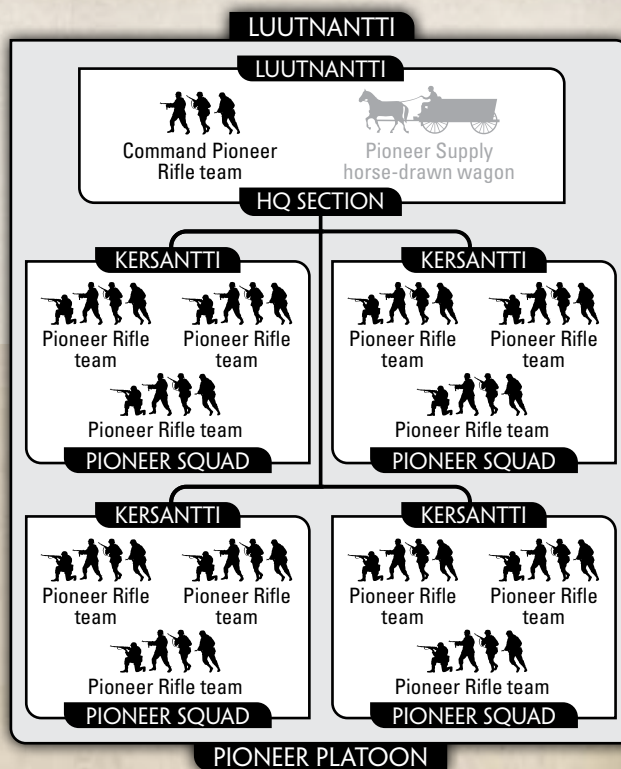 LUUTNANTTI
LUUTNANTTI
Command Pioneer
Rifle team
Pioneer Supply
horse-drawn wagon
HQ SECTION
KERSANTTI
Pioneer Rifle
team
Pioneer Rifle
team
Pioneer Rifle team
PIONEER SQUAD
KERSANTTI
Pioneer Rifle
team
Pioneer Rifle
team
Pioneer Rifle team
PIONEER SQUAD
KERSANTTI
Pioneer Rifle
team
Pioneer Rifle
team
Pioneer Rifle team
PIONEER SQUAD
KERSANTTI
Pioneer Rifle
team
Pioneer Rifle
team
Pioneer Rifle team
PIONEER SQUAD
PIONEER PLATOON